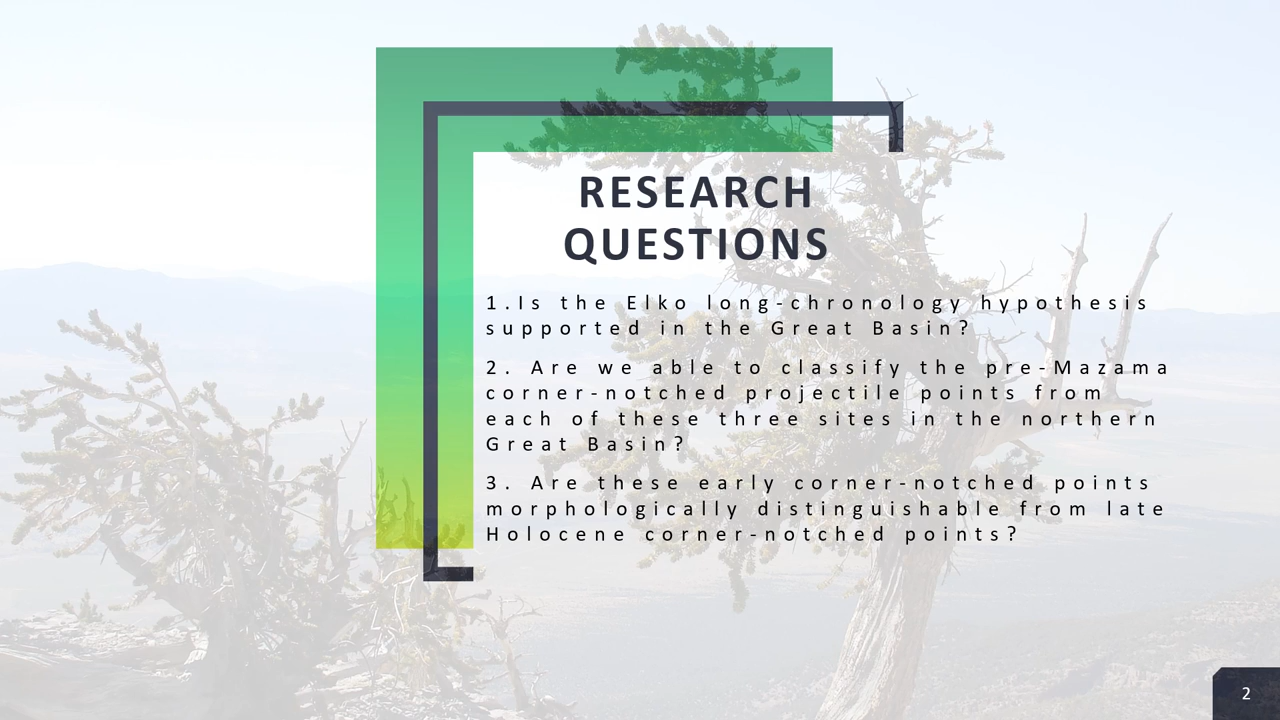 RESEARCH
QUESTIONS
1.Is the Elko long-chronology hypothesis
supported in the Great Basin?
2. Are we able to classify the pre-Mazama
corner-notched projectile points from
each of these three sites in the northern
Great Basin?
3. Are these early corner-notched points
morphologically distinguishable from late
Holocene corner-notched points?
2